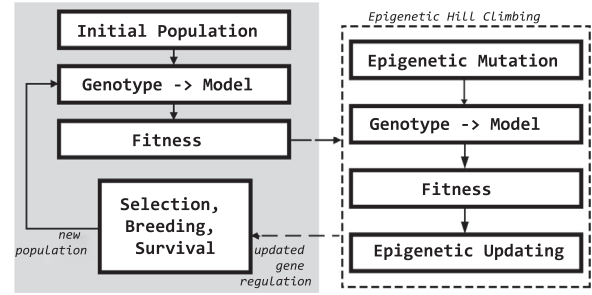 Initial Population
Genotype -> Model
Fitness
Selection,
Breeding,
Survival
new
population
updated
gene
regulation
Epigenetic Hill Climbing
Epigenetic Mutation
Genotype -> Model
Fitness
Epigenetic Updating